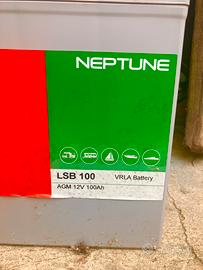 NEPTUNE
LSB 100 VRLA Battery
AGM 12V 100Ah